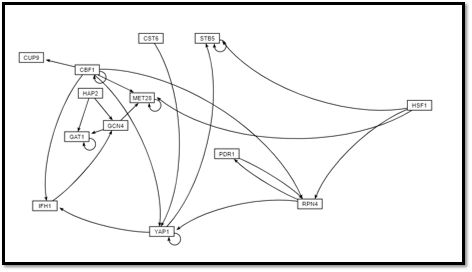 CST6
STB5
CUP9
CBF1
HAP2
MET28
HSF1
GCN4
GAT1
PDR1
IFH1
RPN4
YAP1